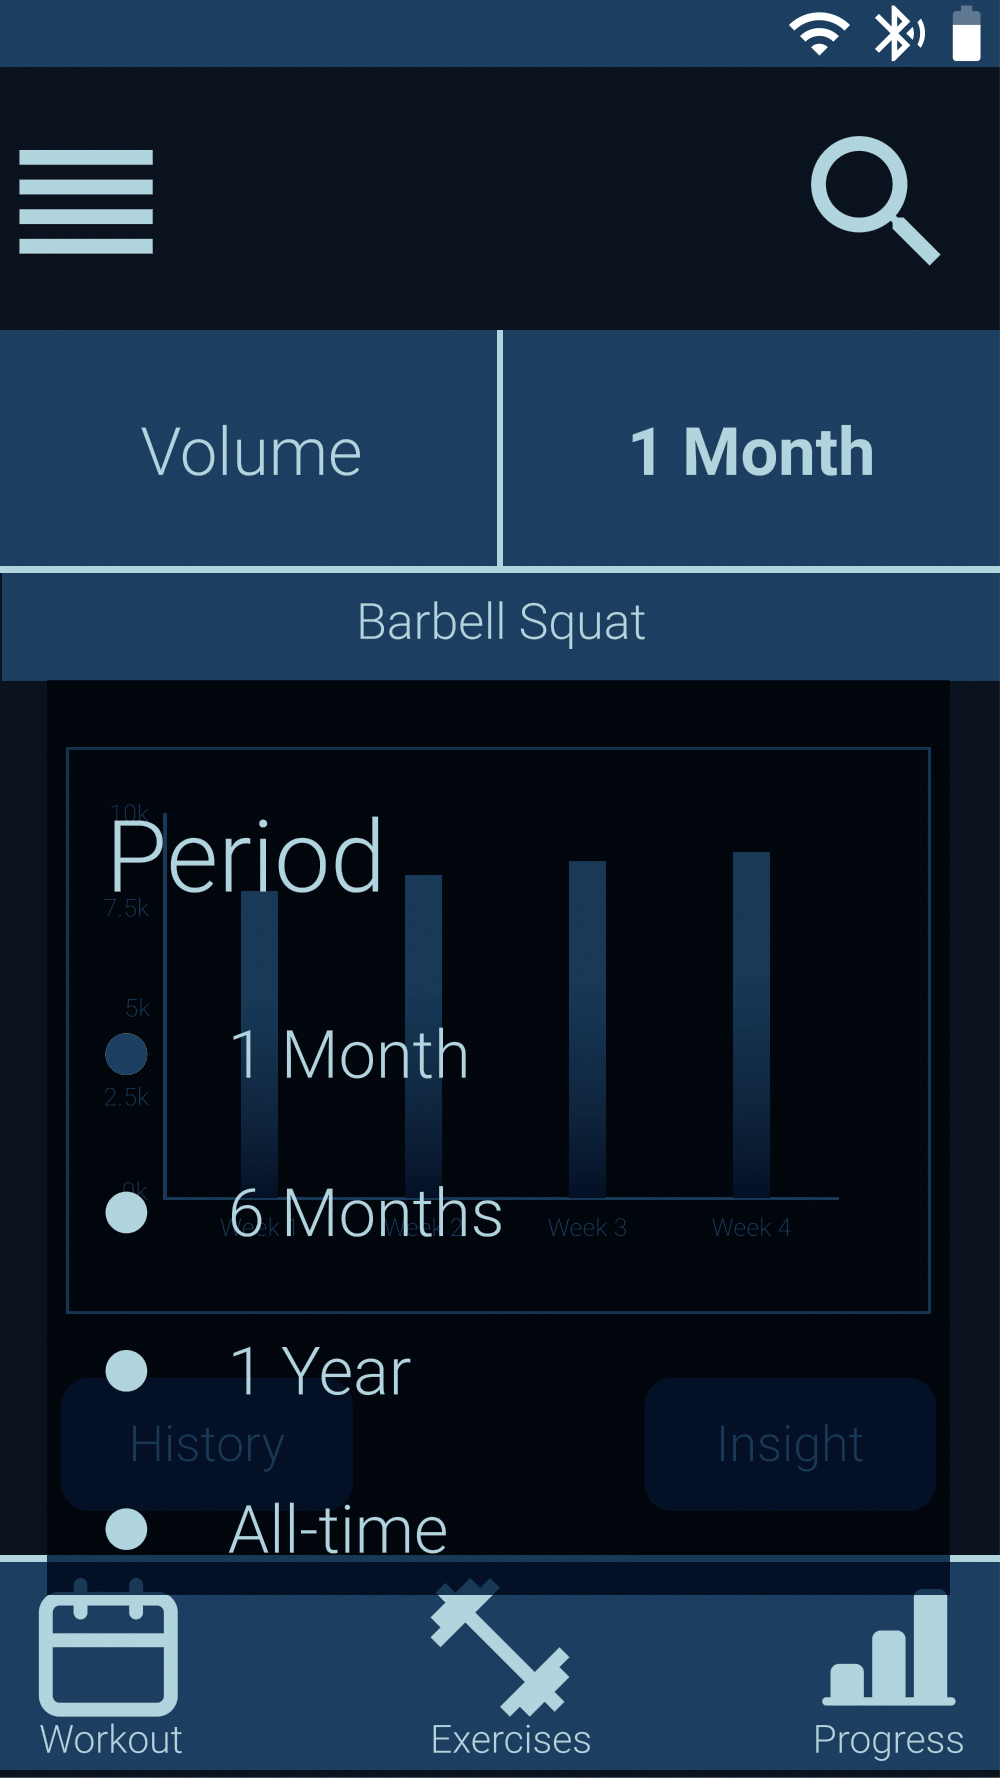 Volume
1 Month
Barbell Squat
10k
Period
7.5k
5k
1 Month
2.5k
0k
6 Months
Week 1
Week 2
Week 3
Week 4
1 Year
History
Insight
All-time
Workout
Exercises
Progress